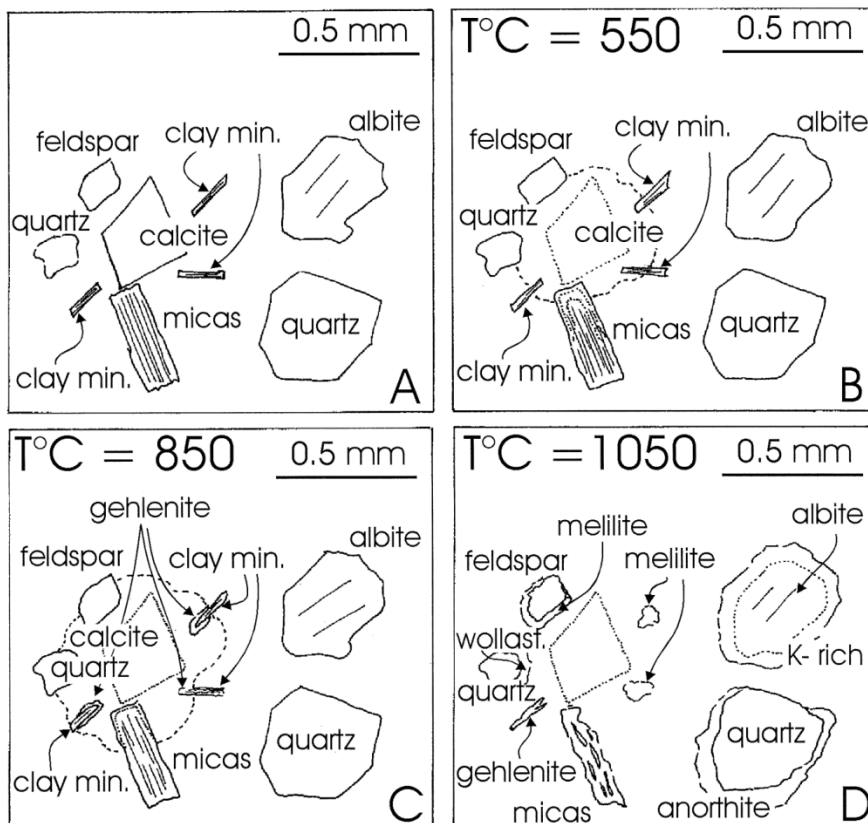 0.5 mm
clay min.
albite
feldspar
quartz
calcite
micas
quartz
clay min.
A
T°C = 550
0.5 mm
clay min.
albite
feldspar
quartz
calcite
micas
quartz
clay min.
B
T°C = 850
0.5 mm
gehlenite
feldspar
clay min.
albite
calcite
quartz
quartz
micas
clay min.
C
T°C = 1050
0.5 mm
melilite
albite
feldspar
melilite
wollast.
K- rich
quartz
quartz
gehlenite
micas
anorthite
D